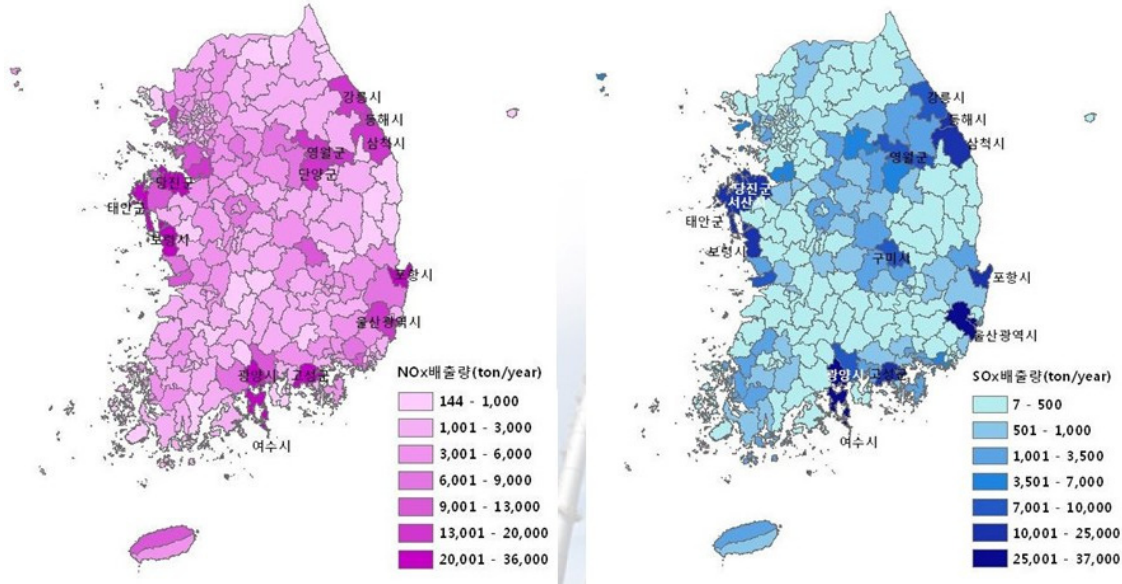 강릉시
동해시
삼척시
영월군
단양군
당진군
태안군
보령시
포항시
울산광역시
광양시
고성군
여수시
NOx배출량(ton/year)
144 - 1,000
1,001 - 3,000
3,001 - 6,000
6,001 - 9,000
9,001 - 13,000
13,001 - 20,000
20,001 - 36,000
강릉시
동해시
삼척시
영월군
당진군
서산
태안군
보령시
구미시
포항시
울산광역시
광양시
고성군
여수시
SOx배출량(ton/year)
7 - 500
501 - 1,000
1,001 - 3,500
3,501 - 7,000
7,001 - 10,000
10,001 - 25,000
25,001 - 37,000